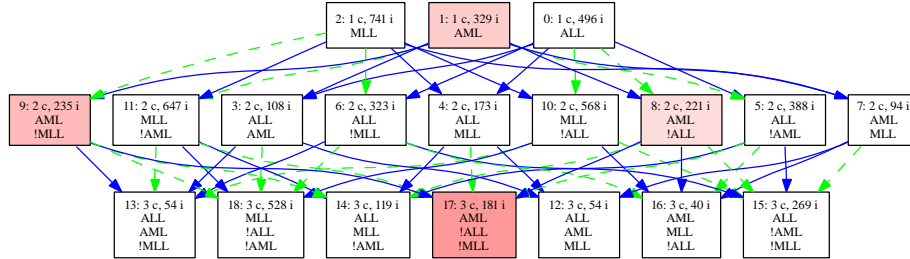 2: 1 c, 741 i
MLL
1: 1 c, 329 i
AML
0: 1 c, 496 i
ALL
9: 2 c, 235 i
AML
!MLL
11: 2 c, 647 i
MLL
!AML
3: 2 c, 108 i
ALL
AML
6: 2 c, 323 i
ALL
!MLL
4: 2 c, 173 i
ALL
MLL
10: 2 c, 568 i
MLL
!ALL
8: 2 c, 221 i
AML
!ALL
5: 2 c, 388 i
ALL
!AML
7: 2 c, 94 i
AML
MLL
13: 3 c, 54 i
ALL
AML
!MLL
18: 3 c, 528 i
MLL
!ALL
!AML
14: 3 c, 119 i
ALL
MLL
!AML
17: 3 c, 181 i
AML
!ALL
!MLL
12: 3 c, 54 i
ALL
AML
MLL
16: 3 c, 40 i
AML
MLL
!ALL
15: 3 c, 269 i
ALL
!AML
!MLL